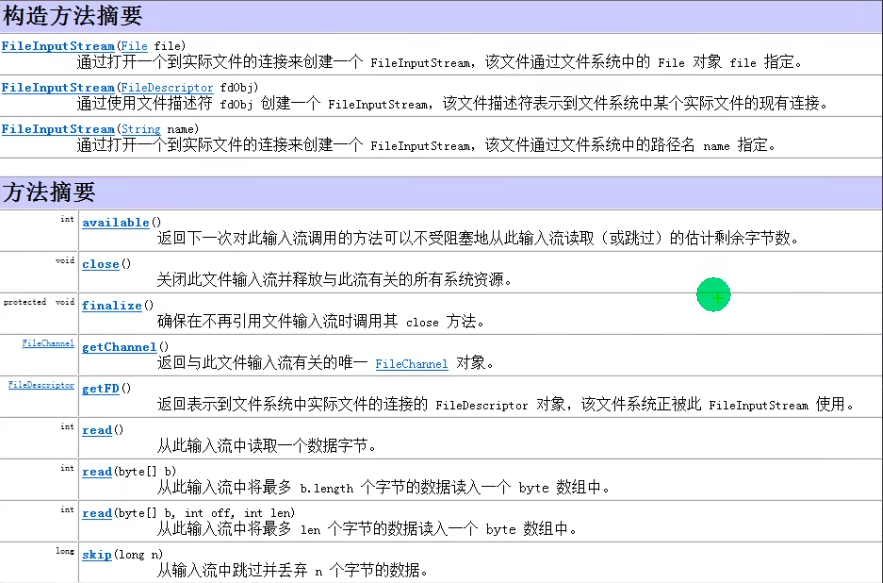 构造方法摘要
FileInputStream(File file)
通过打开一个到实际文件的连接来创建一个 FileInputStream，该文件通过文件系统中的 File 对象 file 指定。
FileInputStream(FileDescriptor fdObj)
通过使用文件描述符 fdObj 创建一个 FileInputStream，该文件描述符表示到文件系统中某个实际文件的现有连接。
FileInputStream(String name)
通过打开一个到实际文件的连接来创建一个 FileInputStream，该文件通过文件系统中的路径名 name 指定。
方法摘要
int available()
返回下一次对此输入流调用的方法可以不受阻塞地从此输入流读取（或跳过）的估计剩余字节数。
void close()
关闭此文件输入流并释放与此流有关的所有系统资源。
protected void finalize()
确保在不再引用文件输入流时调用其 close 方法。
FileChannel getChannel()
返回与此文件输入流有关的唯一 FileChannel 对象。
FileDescriptor getFD()
返回表示到文件系统中实际文件的连接的 FileDescriptor 对象，该文件系统正被此 FileInputStream 使用。
int read()
从此输入流中读取一个数据字节。
int read(byte[] b)
从此输入流中将最多 b.length 个字节的数据读入一个 byte 数组中。
int read(byte[] b, int off, int len)
从此输入流中将最多 len 个字节的数据读入一个 byte 数组中。
long skip(long n)
从输入流中跳过并丢弃 n 个字节的数据。